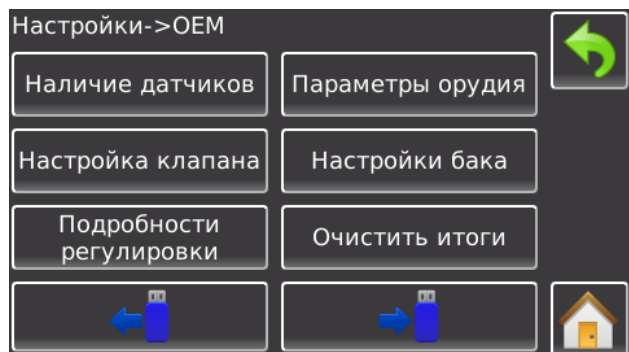 Настройки->OEM
Наличие датчиков
Параметры орудия
Настройка клапана
Настройки бака
Подробности
регулировки
Очистить итоги